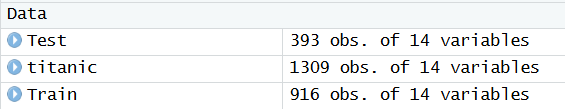 Data
Test 393 obs. of 14 variables
titanic 1309 obs. of 14 variables
Train 916 obs. of 14 variables